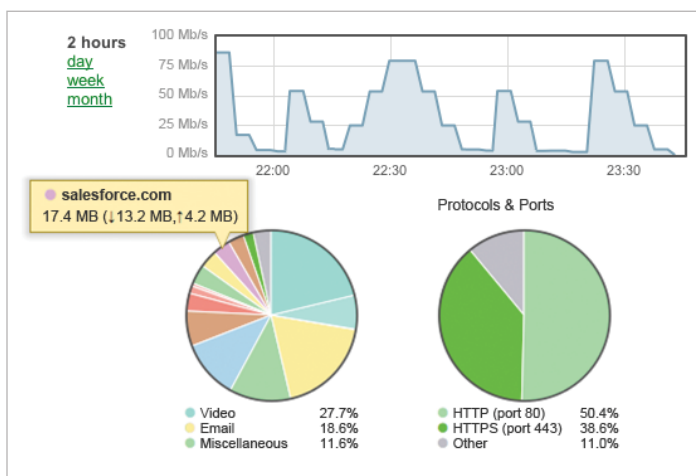 2 hours
day
week
month
100 Mb/s
75 Mb/s
50 Mb/s
25 Mb/s
0 Mb/s
22:00
22:30
23:00
23:30
salesforce.com
17.4 MB (↓13.2 MB,↑4.2 MB)
Protocols & Ports
Video 27.7%
Email 18.6%
Miscellaneous 11.6%
HTTP (port 80) 50.4%
HTTPS (port 443) 38.6%
Other 11.0%